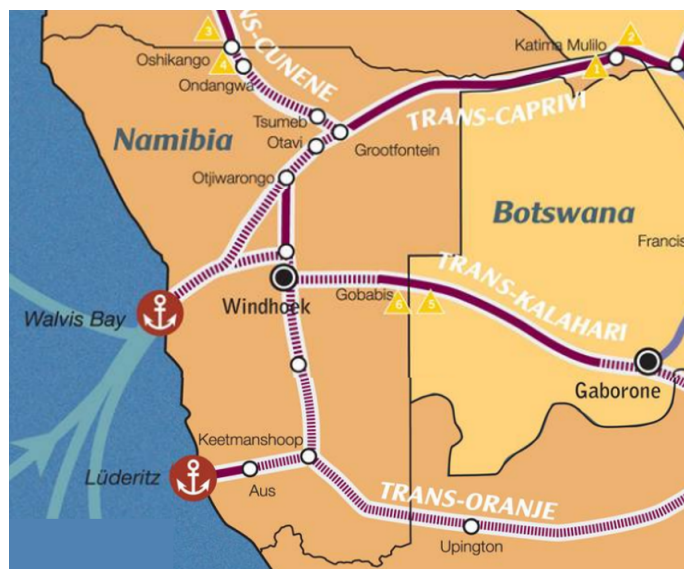 3
NS-CUNENE
2
Katima Mulilo
Oshikango
4
1
Ondangwa
TRANS-CAPRIVI
Tsumeb
Namibia
Otavi
Grootfontein
Otjiwarongo
Botswana
Francis
TRANS-KALAHARI
Gobabis
6
5
Windhoek
Walvis Bay
Gaborone
Keetmanshoop
Lüderitz
Aus
TRANS-ORANJE
Upington